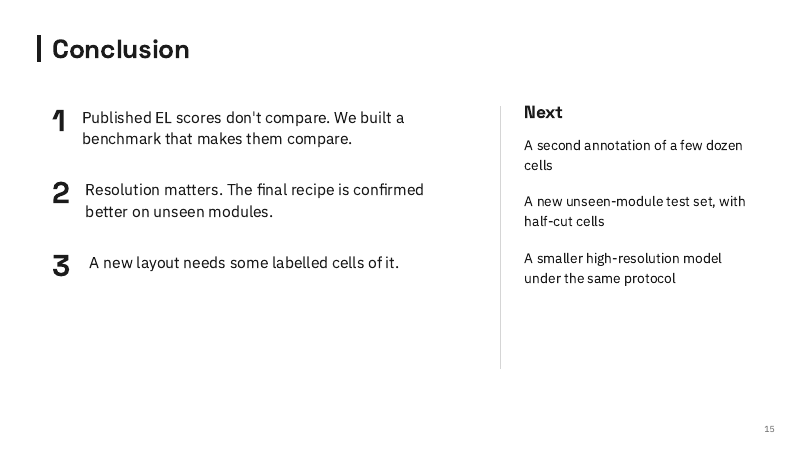 Conclusion
1 Published EL scores don't compare. We built a
benchmark that makes them compare.
2 Resolution matters. The final recipe is confirmed
better on unseen modules.
3 A new layout needs some labelled cells of it.
Next
A second annotation of a few dozen
cells
A new unseen-module test set, with
half-cut cells
A smaller high-resolution model
under the same protocol
15